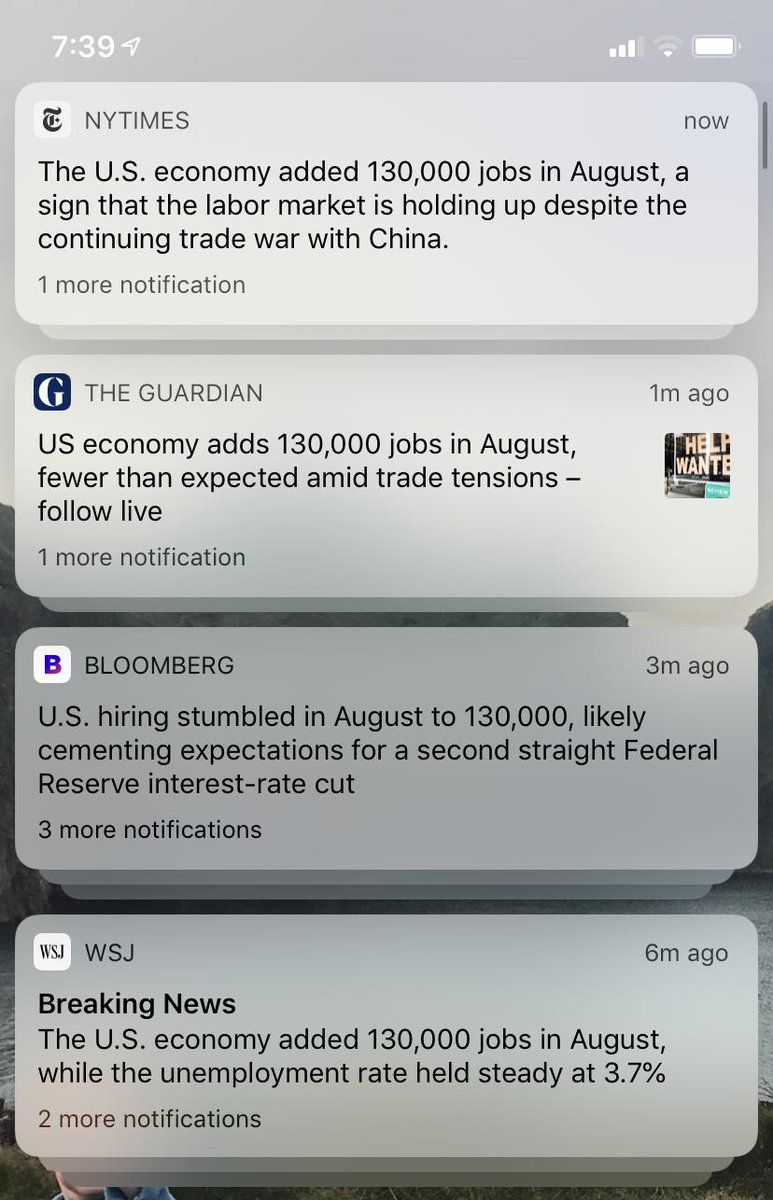 7:39
NYTIMES now
The U.S. economy added 130,000 jobs in August, a
sign that the labor market is holding up despite the
continuing trade war with China.
1 more notification
G THE GUARDIAN 1m ago
US economy adds 130,000 jobs in August,
fewer than expected amid trade tensions –
follow live
HELP
WANTE
REVIEW
1 more notification
B BLOOMBERG 3m ago
U.S. hiring stumbled in August to 130,000, likely
cementing expectations for a second straight Federal
Reserve interest-rate cut
3 more notifications
WSJ WSJ 6m ago
Breaking News
The U.S. economy added 130,000 jobs in August,
while the unemployment rate held steady at 3.7%
2 more notifications